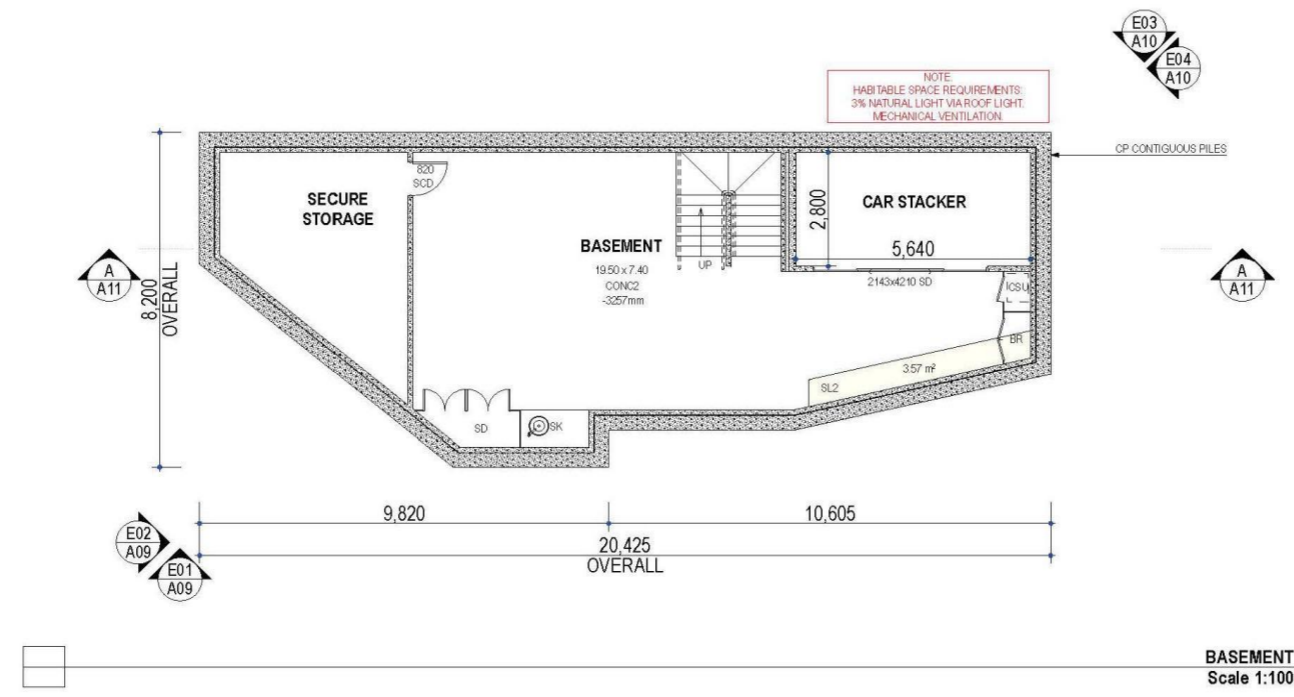 E03
A10
E04
A10
NOTE.
HABITABLE SPACE REQUIREMENTS:
3% NATURAL LIGHT VIA ROOF LIGHT.
MECHANICAL VENTILATION.
CP CONTIGUOUS PILES
820
SCD
SECURE
STORAGE
2,800
CAR STACKER
BASEMENT
5,640
19.50 x 7.40
CONC2
-3257mm
UP
A
A11
8,200
OVERALL
2143x4210 SD
CSU
A
A11
BR
3.57 m²
SL2
SD
SK
9,820
10,605
20,425
OVERALL
E02
A09
E01
A09
BASEMENT
Scale 1:100